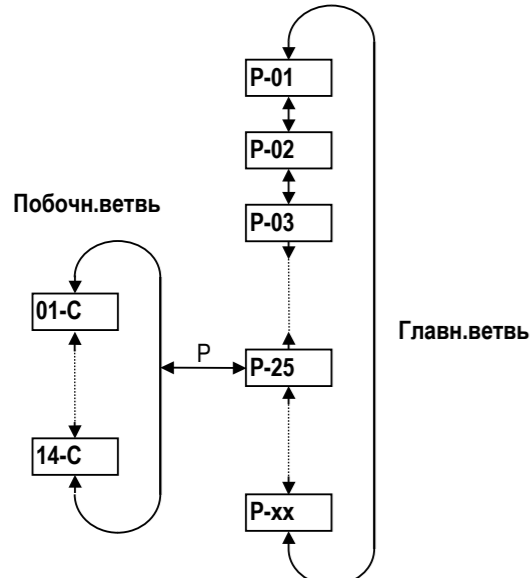 P-01
P-02
P-03
Побочн.ветвь
01-C
Главн.ветвь
P
P-25
14-C
P-xx